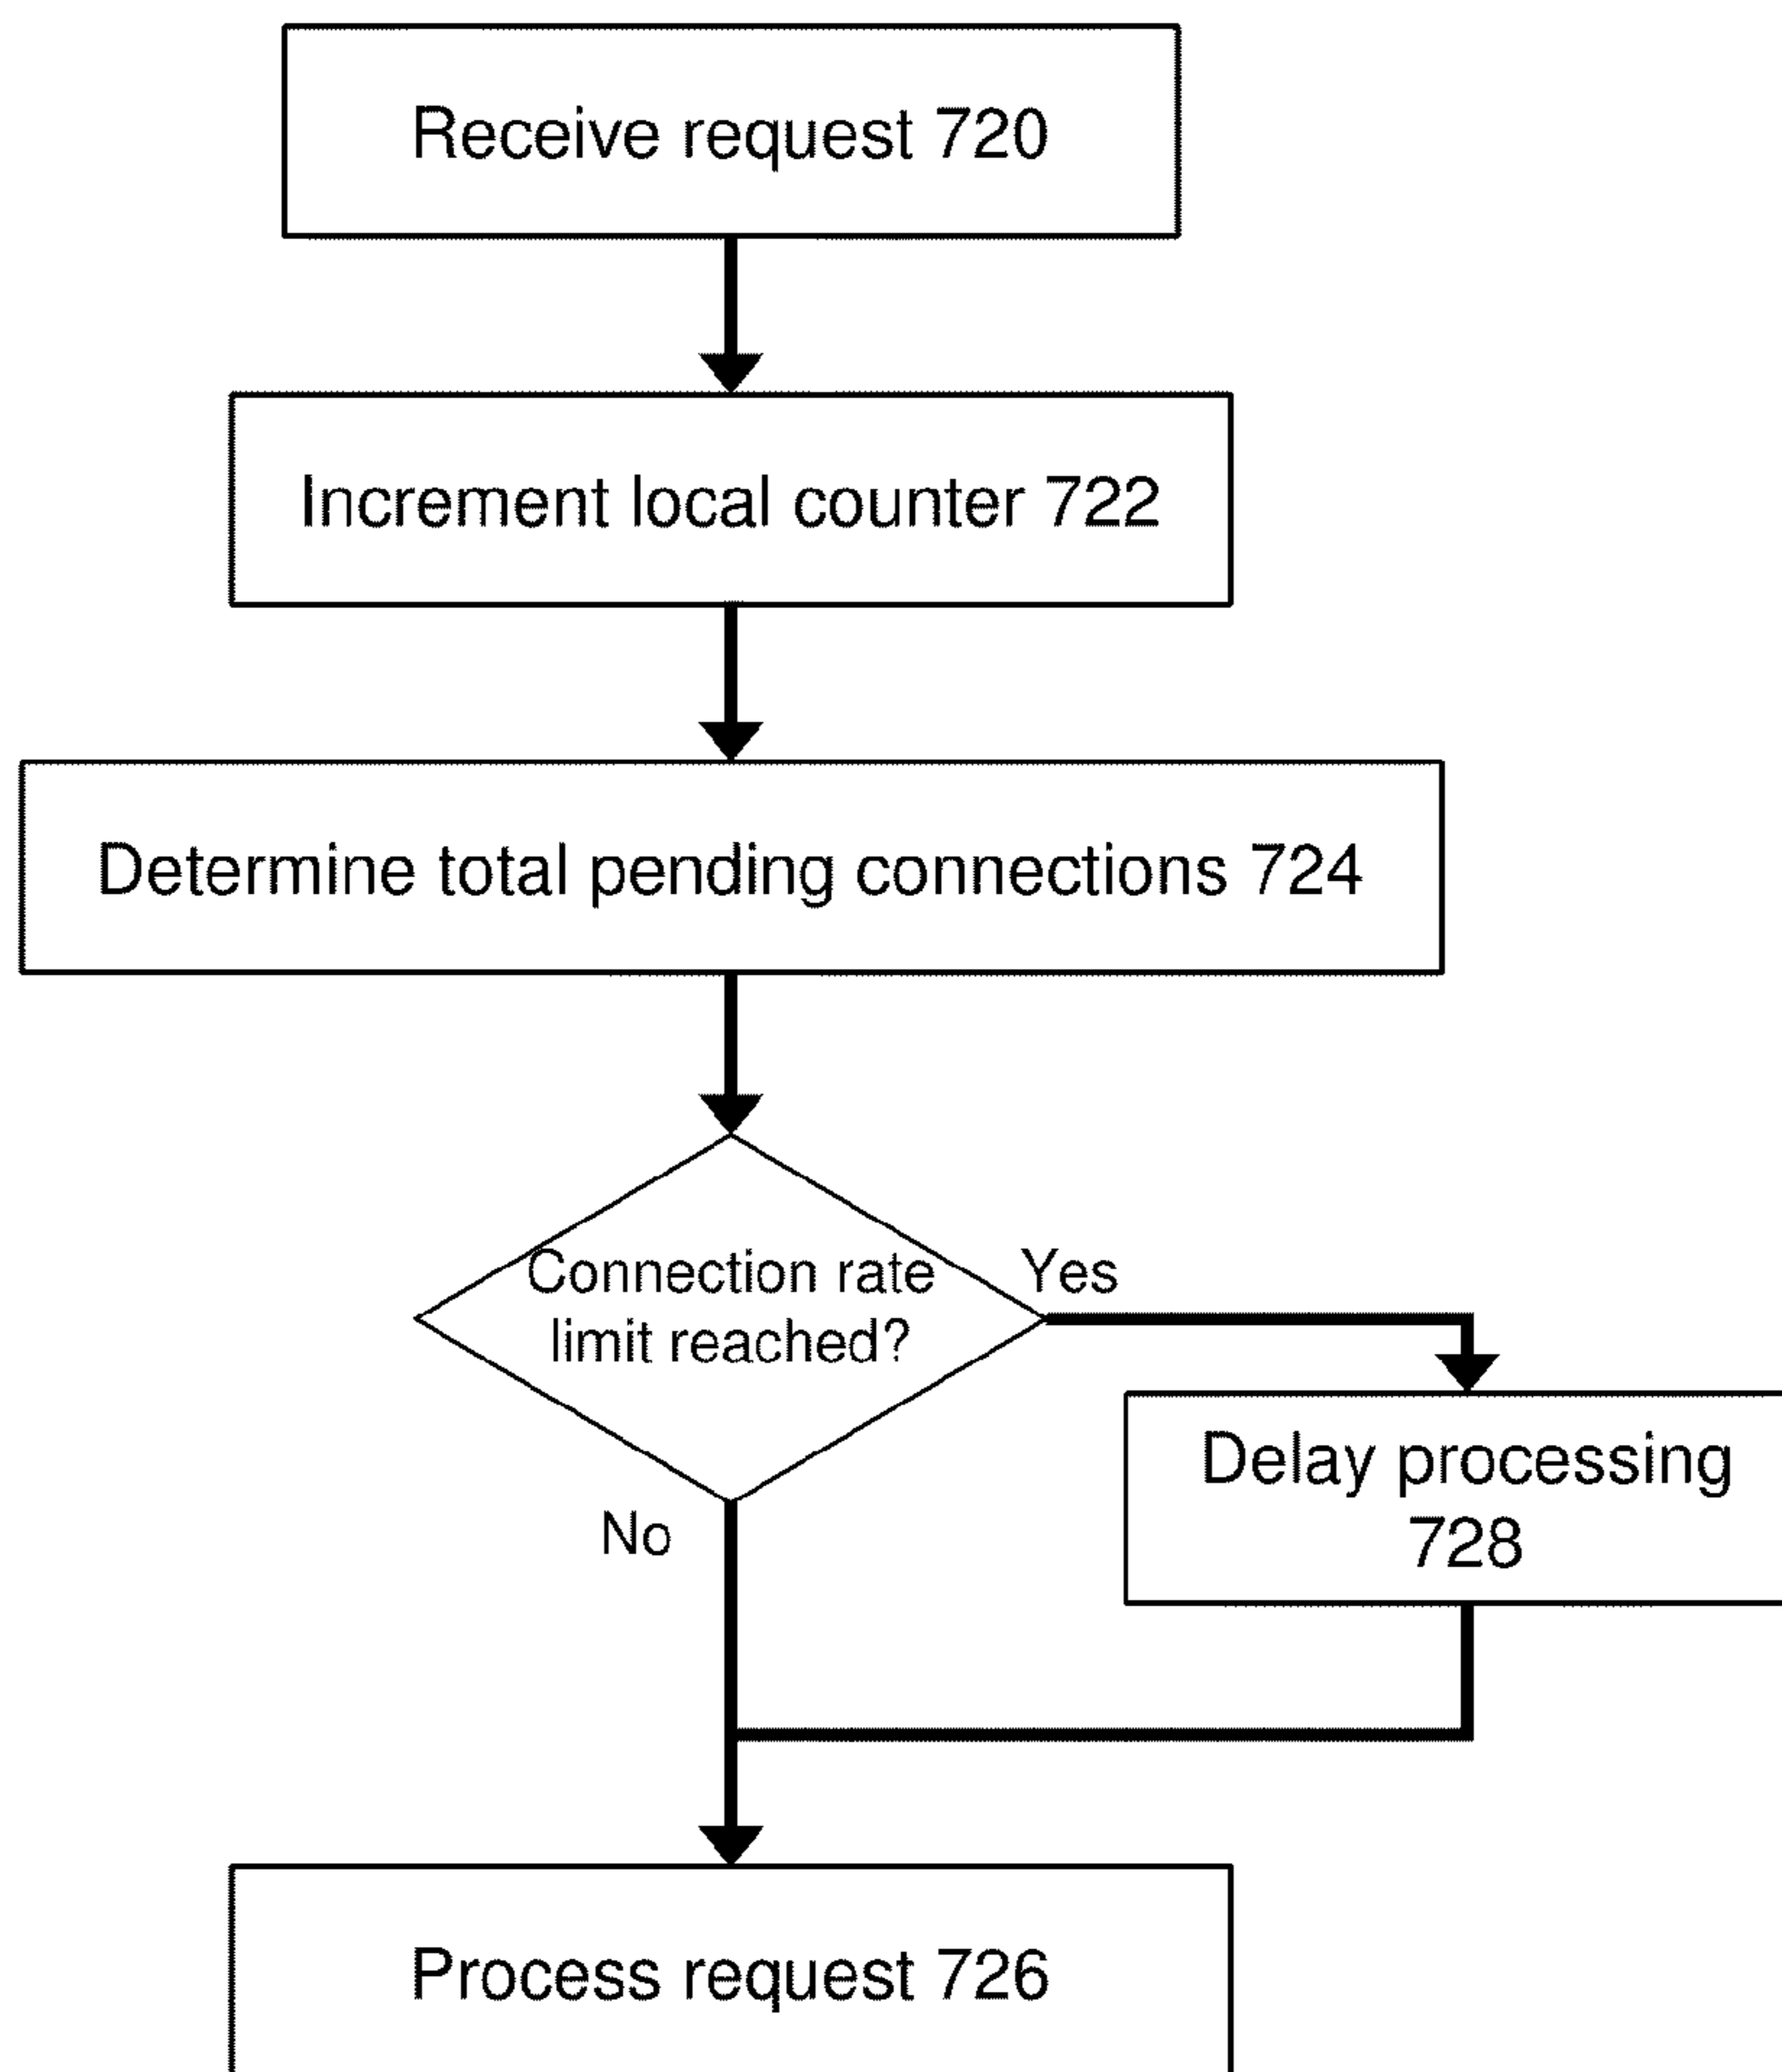 Receive request 720
Increment local counter 722
Determine total pending connections 724
Connection rate
limit reached?
Yes
No
Delay processing
728
Process request 726